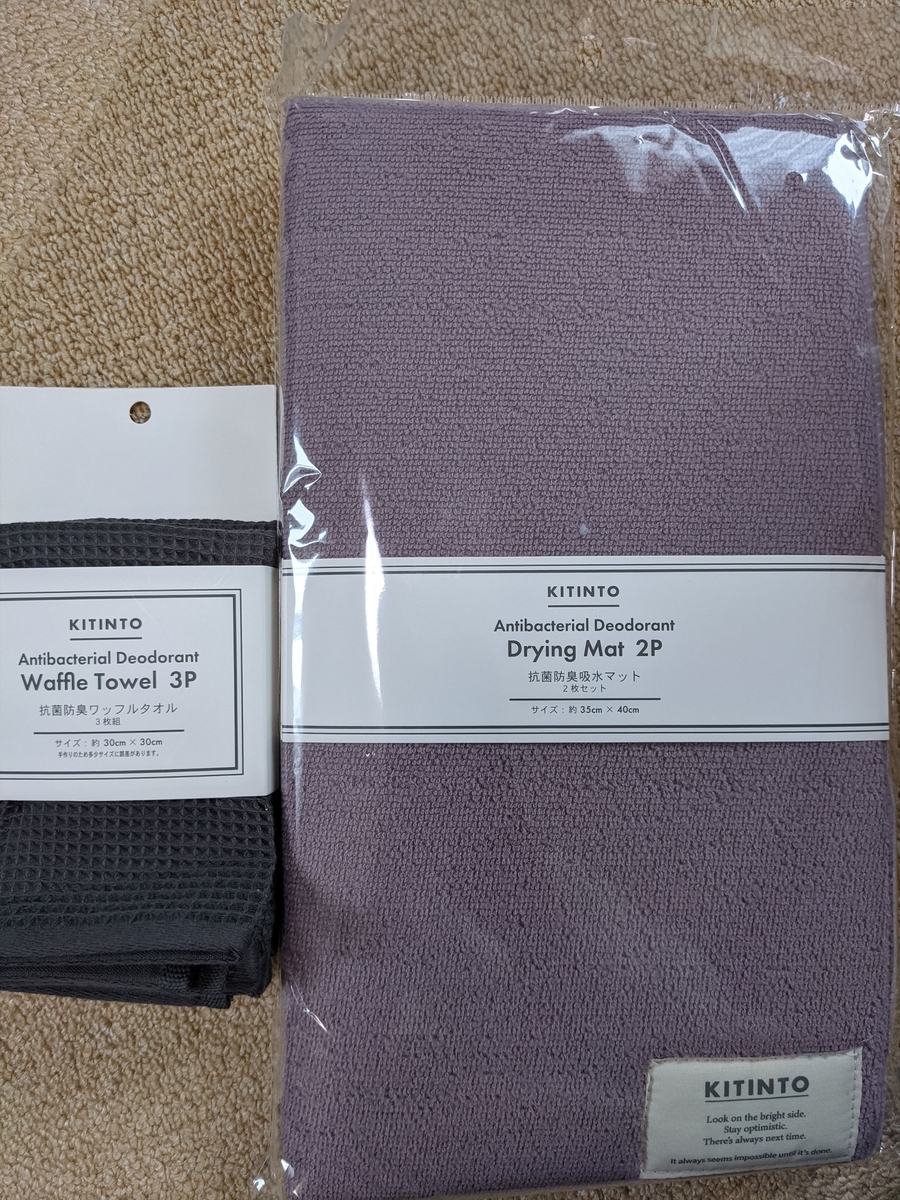 KITINTO
Antibacterial Deodorant
Waffle Towel 3P
抗菌防臭ワッフルタオル
3枚組
サイズ：約 30cm × 30cm
手作りのため多少サイズに誤差があります。
KITINTO
Antibacterial Deodorant
Drying Mat 2P
抗菌防臭吸水マット
2枚セット
サイズ：約 35cm × 40cm
KITINTO
Look on the bright side.
Stay optimistic.
There's always next time.
It always seems impossible until it's done.